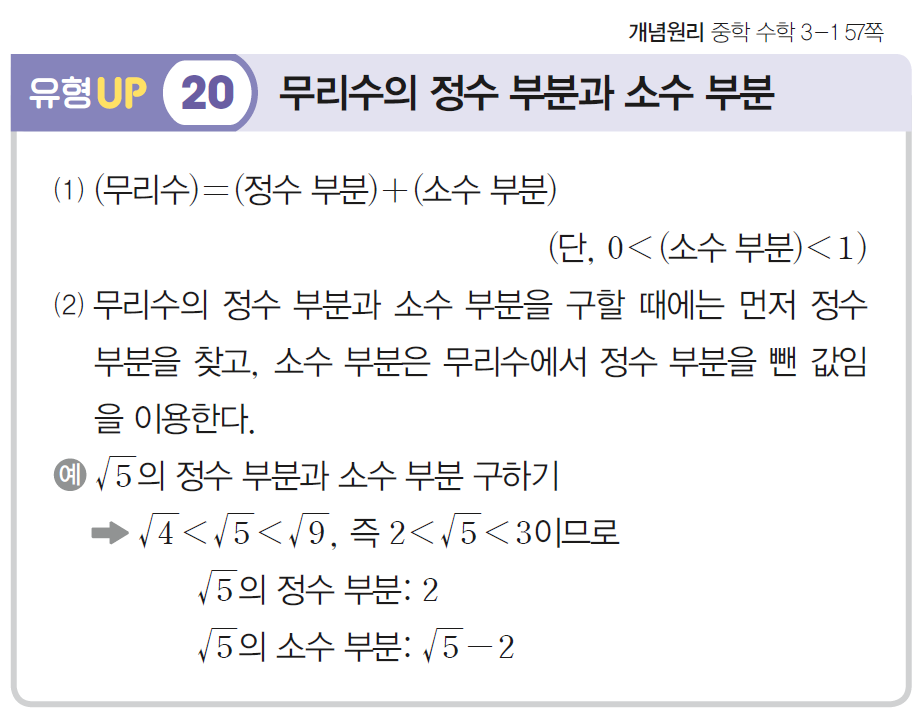 개념원리 중학 수학 3-1 57쪽
유형UP 20 무리수의 정수 부분과 소수 부분
(1) (무리수)=(정수 부분)+(소수 부분)
(단, 0<(소수 부분)<1)
(2) 무리수의 정수 부분과 소수 부분을 구할 때에는 먼저 정수
부분을 찾고, 소수 부분은 무리수에서 정수 부분을 뺀 값임
을 이용한다.
예 √5의 정수 부분과 소수 부분 구하기
➡ √4<√5<√9, 즉 2<√5<3이므로
√5의 정수 부분: 2
√5의 소수 부분: √5-2